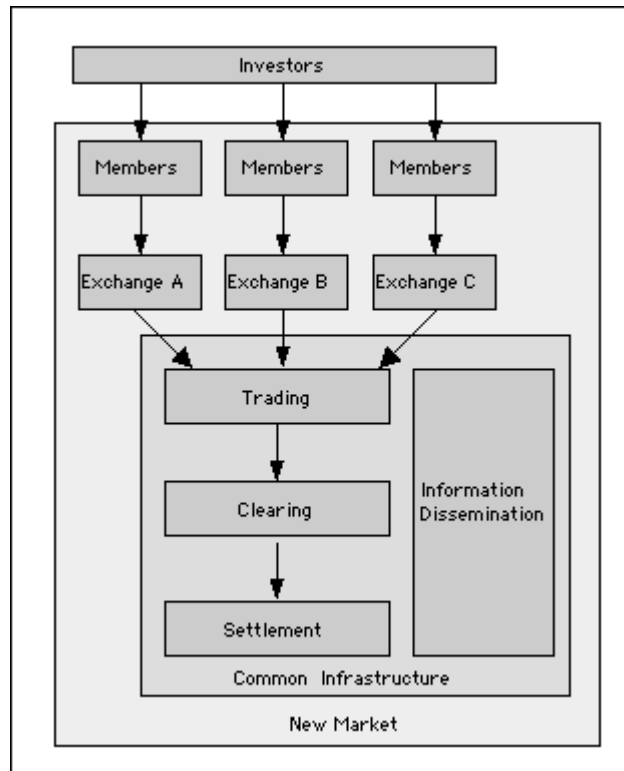 Investors
Members
Members
Members
Exchange A
Exchange B
Exchange C
Trading
Clearing
Information
Dissemination
Settlement
Common Infrastructure
New Market